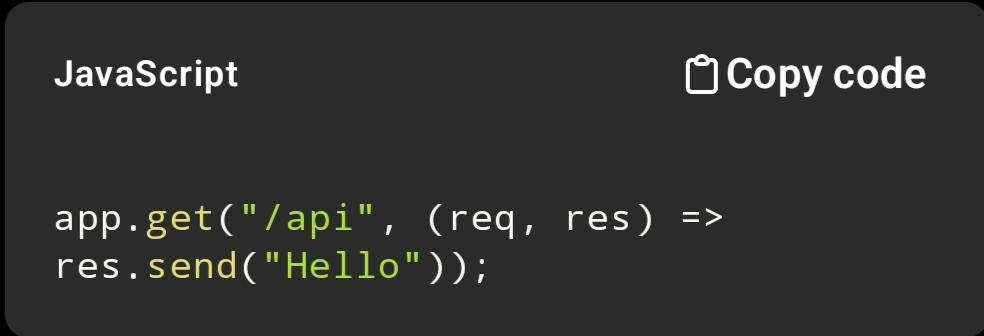 JavaScript
Copy code
app.get("/api", (req, res) =>
res.send("Hello"));